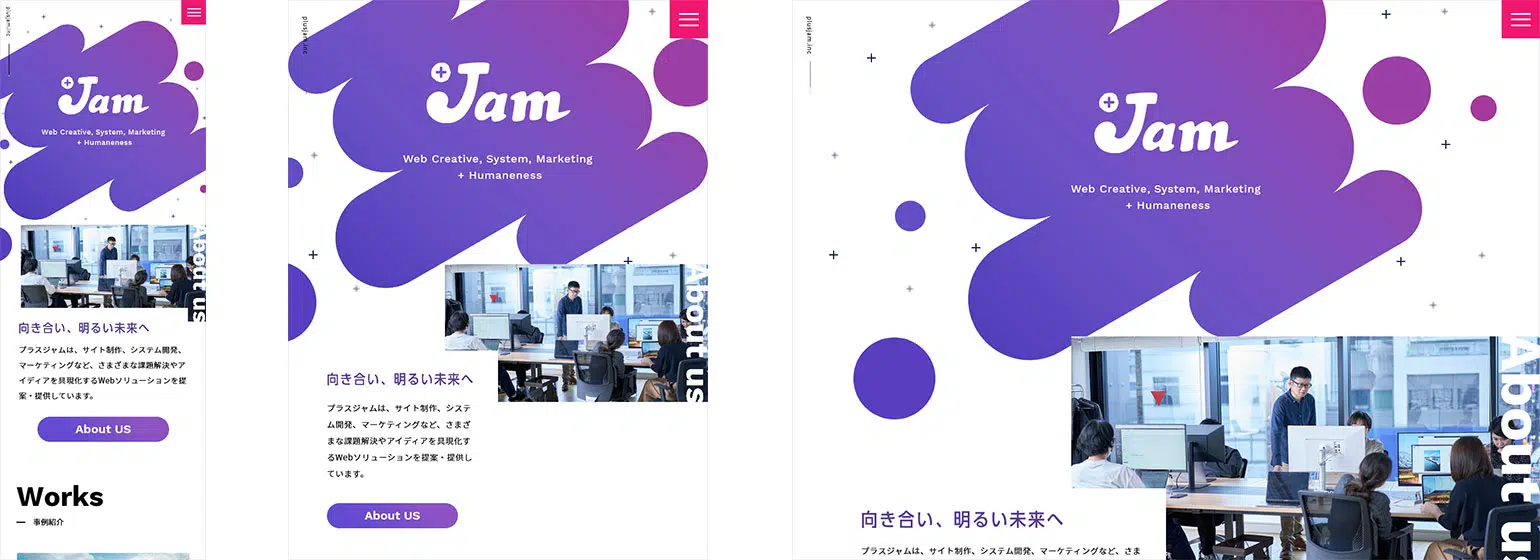 plusjam.inc
+Jam
Web Creative, System, Marketing
+ Humaneness
About us
向き合い、明るい未来へ
プラスジャムは、サイト制作、システム開発、
マーケティングなど、さまざまな課題解決やア
イディアを具現化するWebソリューションを提
案・提供しています。
About US
Works
事例紹介
plusjam.inc
+Jam
Web Creative, System, Marketing
+ Humaneness
About us
向き合い、明るい未来へ
プラスジャムは、サイト制作、システ
ム開発、マーケティングなど、さまざ
まな課題解決やアイディアを具現化す
るWebソリューションを提案・提供し
ています。
About US
plusjam.inc
+Jam
Web Creative, System, Marketing
+ Humaneness
About us
向き合い、明るい未来へ
プラスジャムは、サイト制作、システム開発、マーケティングなど、さま